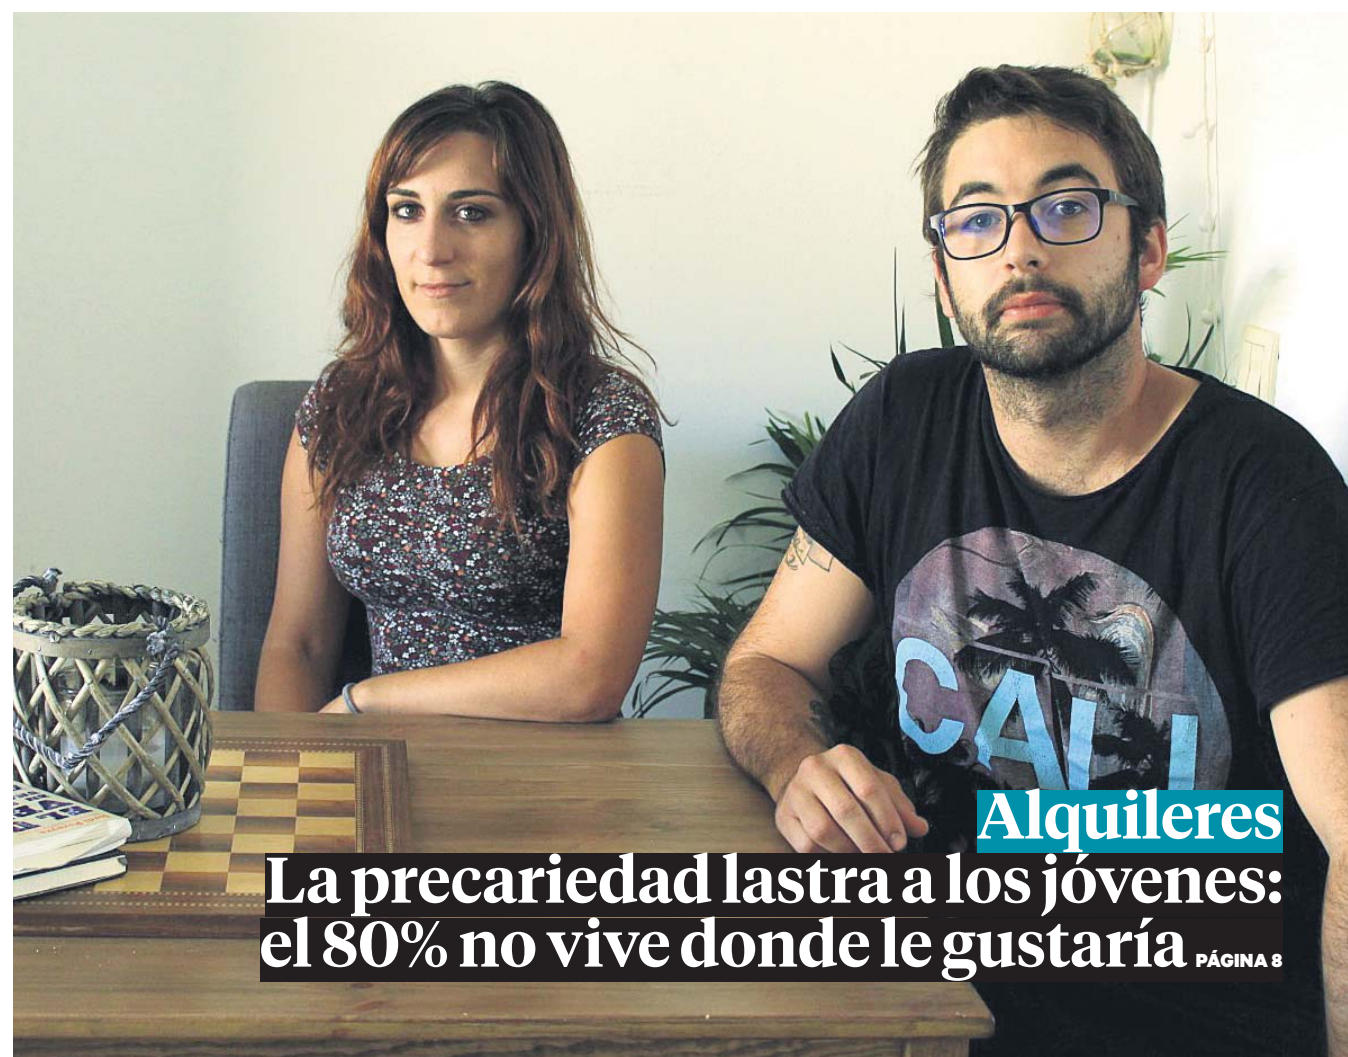 CALI
Alquileres
La precariedad lastra a los jóvenes:
el 80% no vive donde le gustaría PÁGINA 8